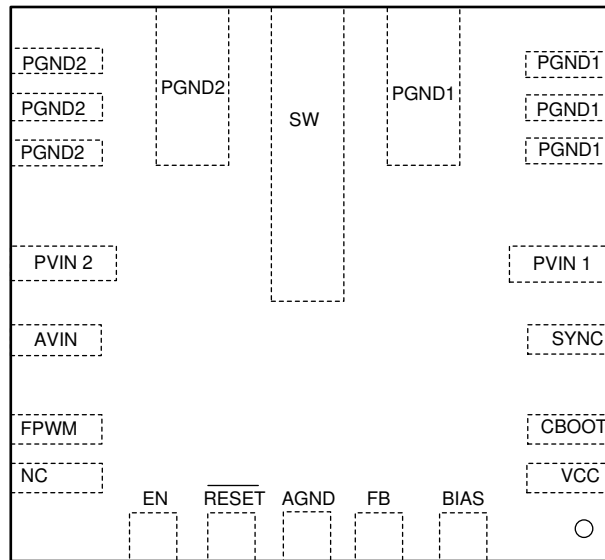 PGND2
PGND2
PGND2
PGND2
SW
PGND1
PGND1
PGND1
PGND1
PVIN 2
PVIN 1
AVIN
SYNC
FPWM
CBOOT
NC
VCC
EN
RESET
AGND
FB
BIAS